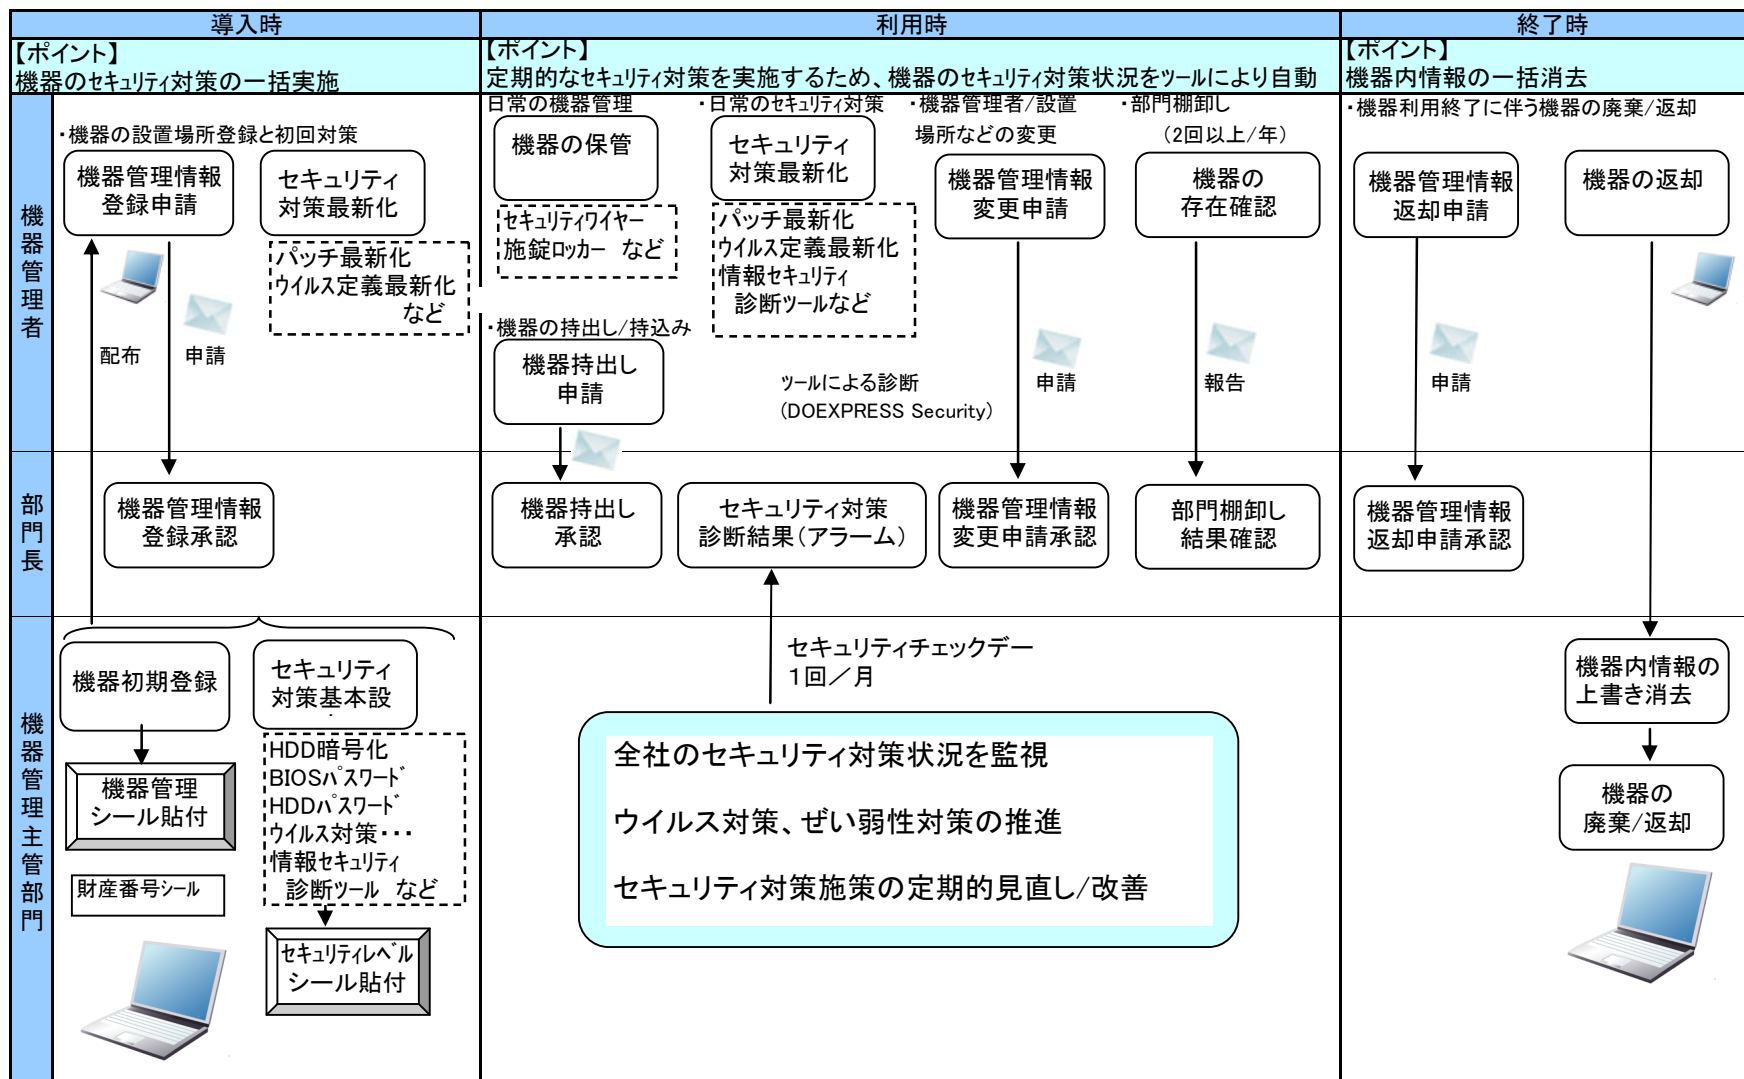 導入時
利用時
終了時
【ポイント】
機器のセキュリティ対策の一括実施
【ポイント】
定期的なセキュリティ対策を実施するため、機器のセキュリティ対策状況をツールにより自動
【ポイント】
機器内情報の一括消去
機器管理者
・機器の設置場所登録と初回対策
機器管理情報
登録申請
セキュリティ
対策最新化
パッチ最新化
ウイルス定義最新化
など
配布
申請
日常の機器管理
機器の保管
セキュリティワイヤー
施錠ロッカー など
・機器の持出し/持込み
機器持出し
申請
・日常のセキュリティ対策
セキュリティ
対策最新化
パッチ最新化
ウイルス定義最新化
情報セキュリティ
診断ツールなど
ツールによる診断
(DOEXPRESS Security)
・機器管理者/設置
場所などの変更
機器管理情報
変更申請
申請
・部門棚卸し
(2回以上/年)
機器の
存在確認
報告
・機器利用終了に伴う機器の廃棄/返却
機器管理情報
返却申請
申請
機器の返却
部門長
機器管理情報
登録承認
機器持出し
承認
セキュリティ対策
診断結果(アラーム)
機器管理情報
変更申請承認
部門棚卸し
結果確認
機器管理情報
返却申請承認
機器管理主管部門
機器初期登録
機器管理
シール貼付
財産番号シール
セキュリティ
対策基本設
HDD暗号化
BIOSパスワード
HDDパスワード
ウイルス対策・・・
情報セキュリティ
診断ツール など
セキュリティレベル
シール貼付
セキュリティチェックデー
1回/月
全社のセキュリティ対策状況を監視
ウイルス対策、ぜい弱性対策の推進
セキュリティ対策施策の定期的見直し/改善
機器内情報の
上書き消去
機器の
廃棄/返却